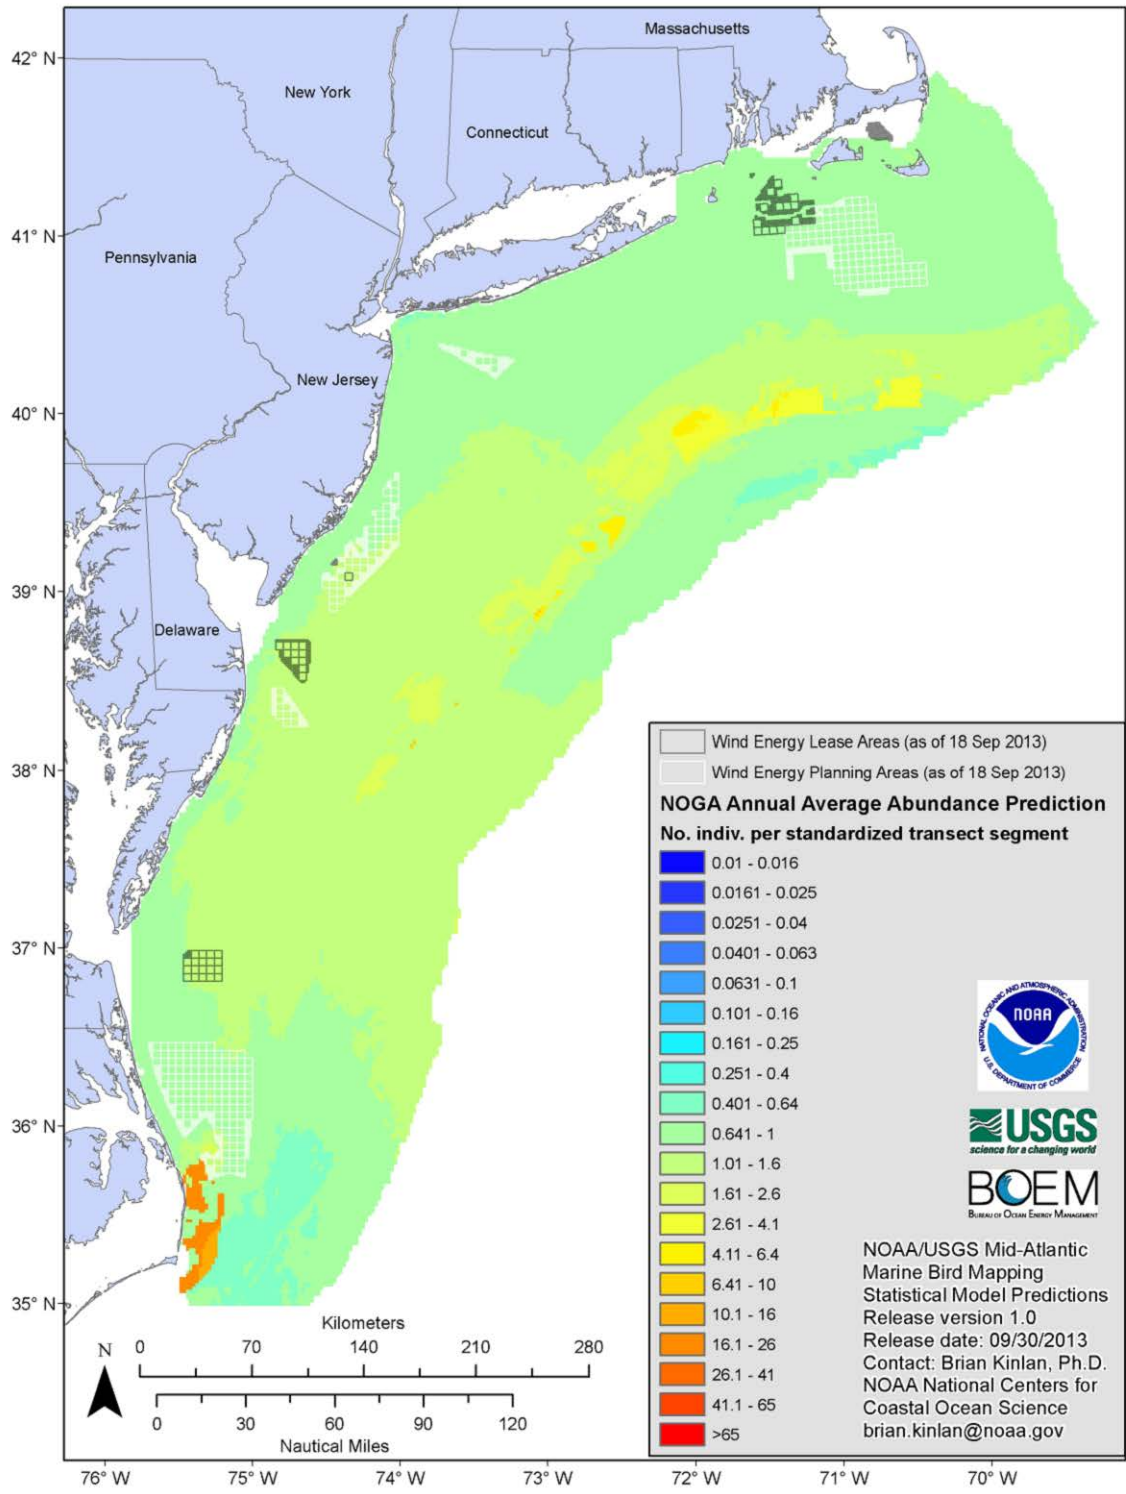 Massachusetts
42° N
New York
Connecticut
41° N
Pennsylvania
New Jersey
40° N
39° N
Delaware
38° N
37° N
36° N
35° N
Wind Energy Lease Areas (as of 18 Sep 2013)
Wind Energy Planning Areas (as of 18 Sep 2013)
NOGA Annual Average Abundance Prediction
No. indiv. per standardized transect segment
0.01 - 0.016
0.0161 - 0.025
0.0251 - 0.04
0.0401 - 0.063
0.0631 - 0.1
0.101 - 0.16
0.161 - 0.25
0.251 - 0.4
0.401 - 0.64
0.641 - 1
1.01 - 1.6
1.61 - 2.6
2.61 - 4.1
4.11 - 6.4
6.41 - 10
10.1 - 16
16.1 - 26
26.1 - 41
41.1 - 65
>65
NATIONAL OCEANIC AND ATMOSPHERIC ADMINISTRATION
NOAA
U.S. DEPARTMENT OF COMMERCE
USGS
science for a changing world
BOEM
BUREAU OF OCEAN ENERGY MANAGEMENT
NOAA/USGS Mid-Atlantic
Marine Bird Mapping
Statistical Model Predictions
Release version 1.0
Release date: 09/30/2013
Contact: Brian Kinlan, Ph.D.
NOAA National Centers for
Coastal Ocean Science
brian.kinlan@noaa.gov
Kilometers
N 0 70 140 210 280
0 30 60 90 120
Nautical Miles
76° W 75° W 74° W 73° W 72° W 71° W 70° W